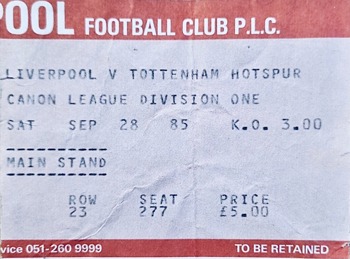 POOL FOOTBALL CLUB P.L.C.
LIVERPOOL V TOTTENHAM HOTSPUR
CANON LEAGUE DIVISION ONE
SAT SEP 28 85 K.O. 3.00
MAIN STAND
ROW SEAT PRICE
23 277 £5.00
vice 051-260 9999 TO BE RETAINED